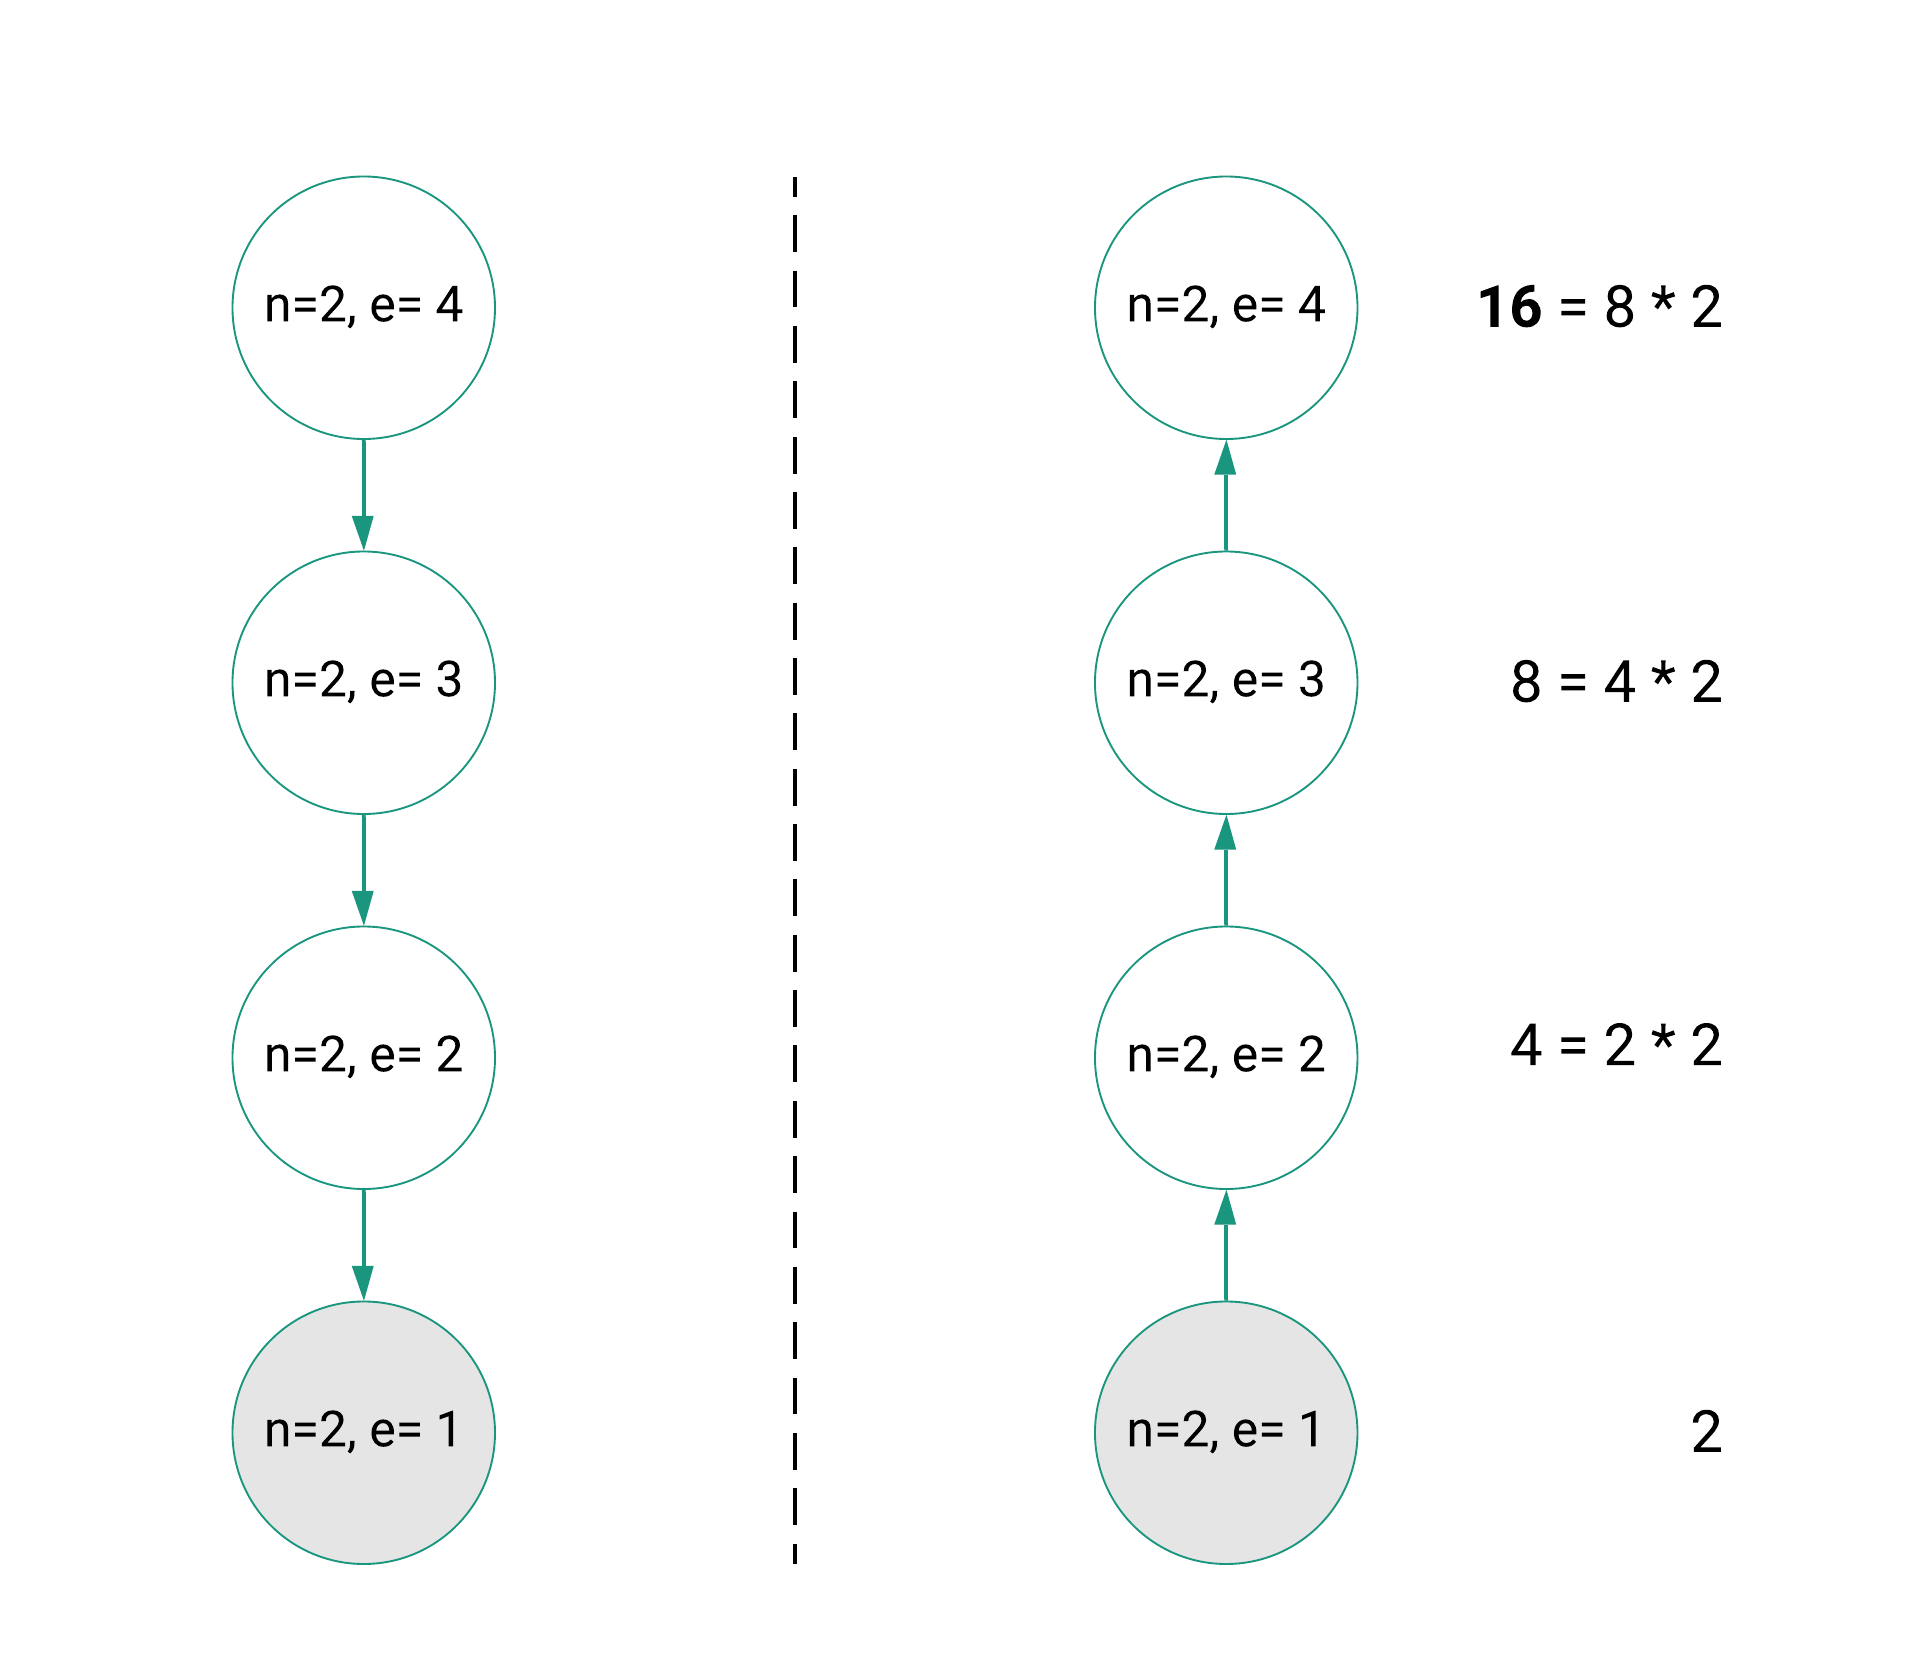 n=2, e= 4
n=2, e= 3
n=2, e= 2
n=2, e= 1
n=2, e= 4
16 = 8 * 2
n=2, e= 3
8 = 4 * 2
n=2, e= 2
4 = 2 * 2
n=2, e= 1
2